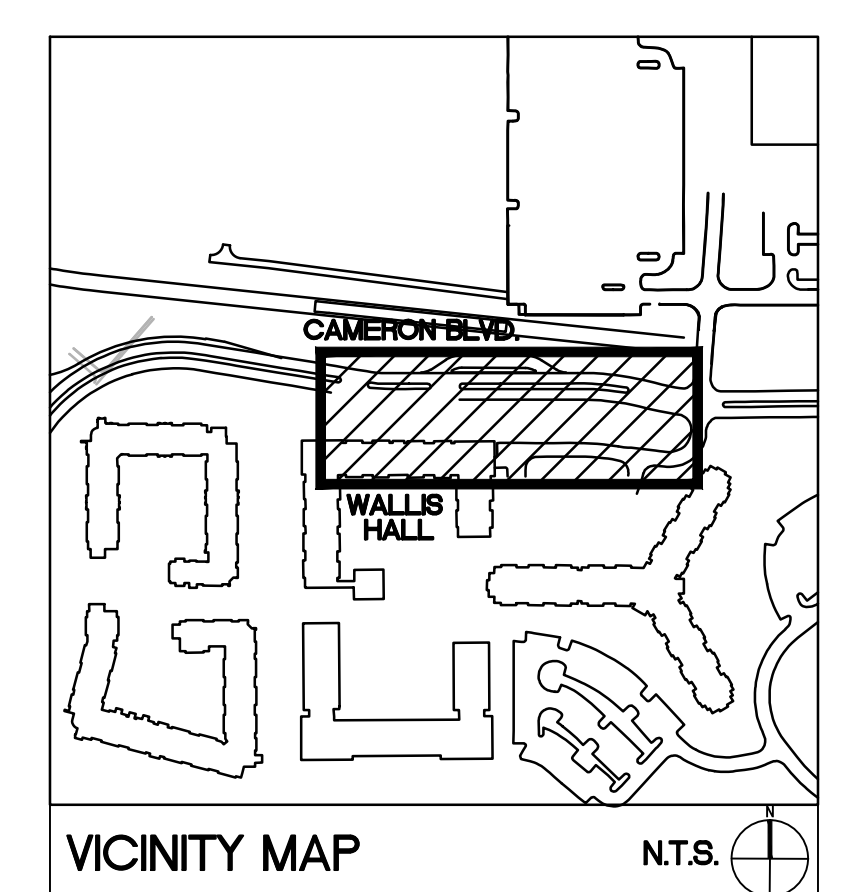 CAMERON BLVD.
WALLIS
HALL
VICINITY MAP
N.T.S.
N